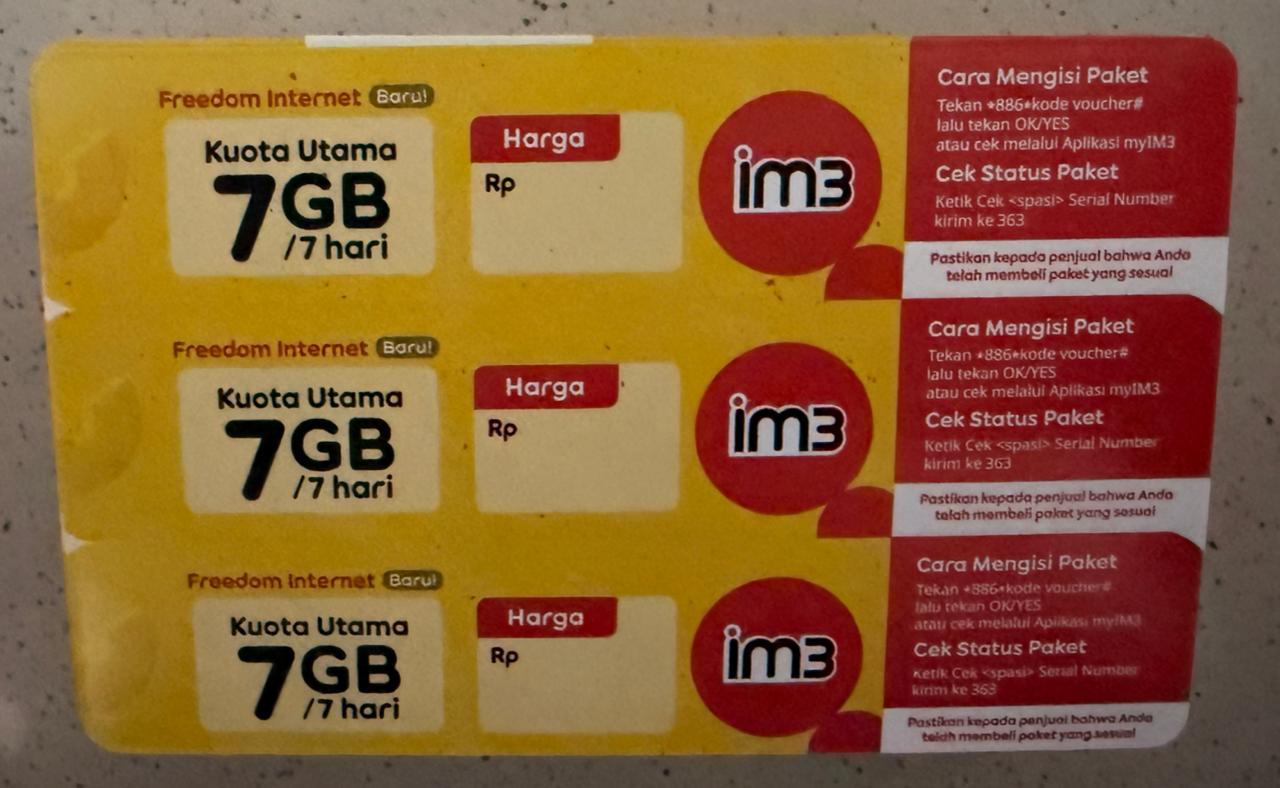 Freedom Internet Baru!
Kuota Utama
7GB
/7 hari
Harga
Rp
im3
Cara Mengisi Paket
Tekan *886*kode voucher#
lalu tekan OK/YES
atau cek melalui Aplikasi myIM3
Cek Status Paket
Ketik Cek <spasi> Serial Number
kirim ke 363
Pastikan kepada penjual bahwa Anda
telah membeli paket yang sesuai
Freedom Internet Baru!
Kuota Utama
7GB
/7 hari
Harga
Rp
im3
Cara Mengisi Paket
Tekan *886*kode voucher#
lalu tekan OK/YES
atau cek melalui Aplikasi myIM3
Cek Status Paket
Ketik Cek <spasi> Serial Number
kirim ke 363
Pastikan kepada penjual bahwa Anda
telah membeli paket yang sesuai
Freedom Internet Baru!
Kuota Utama
7GB
/7 hari
Harga
Rp
im3
Cara Mengisi Paket
Tekan *886*kode voucher#
lalu tekan OK/YES
atau cek melalui Aplikasi myIM3
Cek Status Paket
Ketik Cek <spasi> Serial Number
kirim ke 363
Pastikan kepada penjual bahwa Anda
telah membeli paket yang sesuai